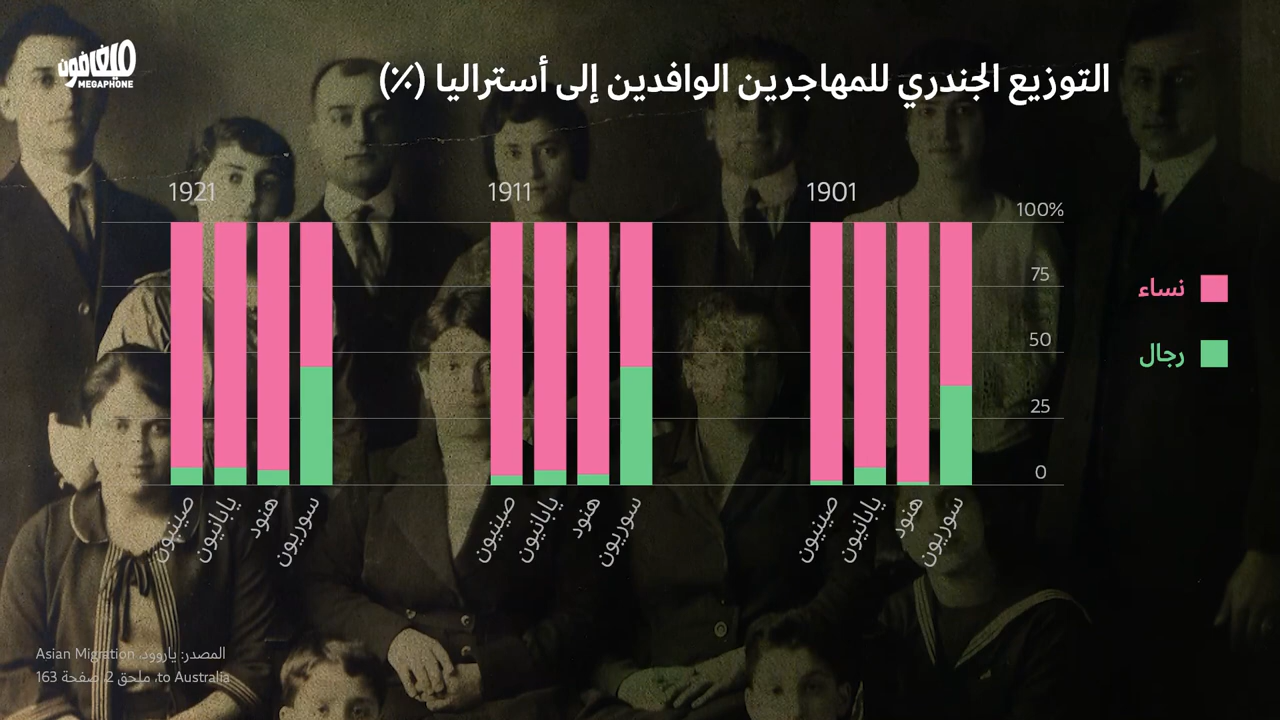 ميغافون
MEGAPHONE
التوزيع الجندري للمهاجرين الوافدين إلى أستراليا (٪)
1901
1911
1921
100%
75
50
25
0
نساء
رجال
سوريون
هنود
يابانيون
صينيون
سوريون
هنود
يابانيون
صينيون
سوريون
هنود
يابانيون
صينيون
المصدر: ياروود، Asian Migration
to Australia، ملحق 2، صفحة 163